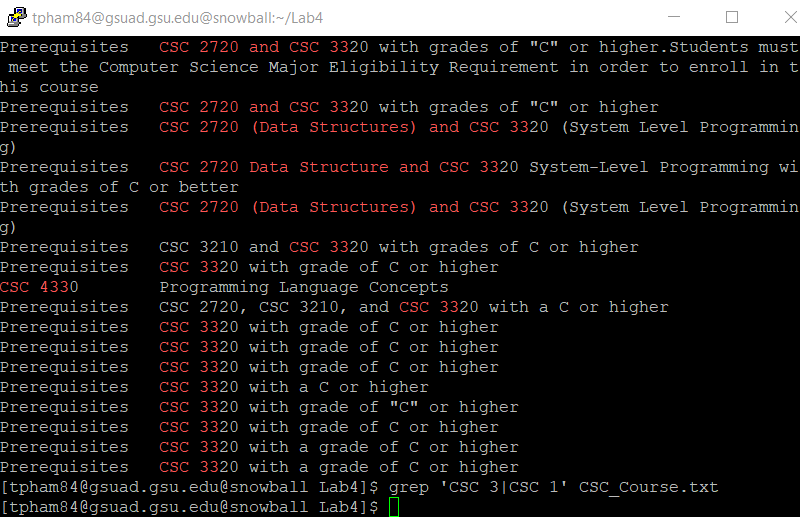 tpham84@gsuad.gsu.edu@snowball:~/Lab4
Prerequisites   CSC 2720 and CSC 3320 with grades of "C" or higher.Students must
 meet the Computer Science Major Eligibility Requirement in order to enroll in t
his course
Prerequisites   CSC 2720 and CSC 3320 with grades of "C" or higher
Prerequisites   CSC 2720 (Data Structures) and CSC 3320 (System Level Programmin
g)
Prerequisites   CSC 2720 Data Structure and CSC 3320 System-Level Programming wi
th grades of C or better
Prerequisites   CSC 2720 (Data Structures) and CSC 3320 (System Level Programmin
g)
Prerequisites   CSC 3210 and CSC 3320 with grades of C or higher
Prerequisites   CSC 3320 with grade of C or higher
CSC 4330        Programming Language Concepts
Prerequisites   CSC 2720, CSC 3210, and CSC 3320 with a C or higher
Prerequisites   CSC 3320 with grade of C or higher
Prerequisites   CSC 3320 with grade of C or higher
Prerequisites   CSC 3320 with grade of C or higher
Prerequisites   CSC 3320 with a C or higher
Prerequisites   CSC 3320 with grade of "C" or higher
Prerequisites   CSC 3320 with grade of C or higher
Prerequisites   CSC 3320 with a grade of C or higher
Prerequisites   CSC 3320 with a grade of C or higher
[tpham84@gsuad.gsu.edu@snowball Lab4]$ grep 'CSC 3|CSC 1' CSC_Course.txt
[tpham84@gsuad.gsu.edu@snowball Lab4]$